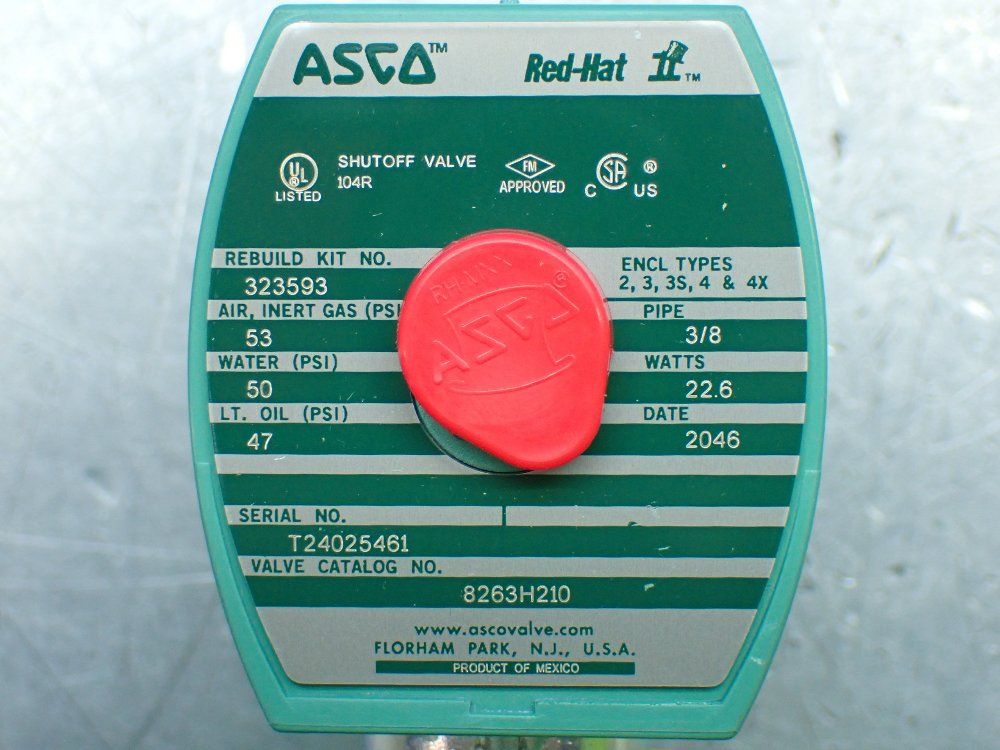 ASCO™
Red-Hat II™
UL® LISTED
SHUTOFF VALVE
104R
FM
APPROVED
C SA ® US
REBUILD KIT NO.
323593
ENCL TYPES
2, 3, 3S, 4 & 4X
AIR, INERT GAS (PSI
53
PIPE
3/8
WATER (PSI)
50
WATTS
22.6
LT. OIL (PSI)
47
DATE
2046
ASCO ®
SERIAL NO.
T24025461
VALVE CATALOG NO.
8263H210
www.ascovalve.com
FLORHAM PARK, N.J., U.S.A.
PRODUCT OF MEXICO